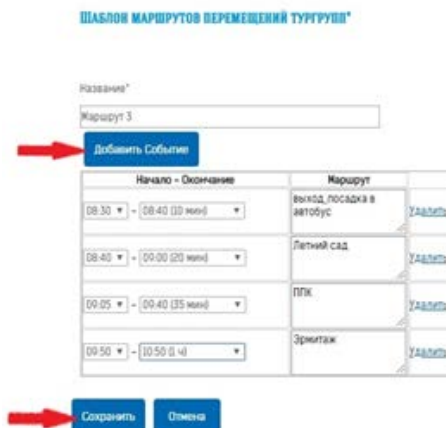 ШАБЛОН МАРШРУТОВ ПЕРЕМЕЩЕНИЙ ТУРГРУПП*
Название*
Маршрут 3
Добавить Событие
Начало - Окончание Маршрут
08:30 - 08:40 (10 мин) выход, посадка в автобус Удалить
08:40 - 09:00 (20 мин) Летний сад Удалить
09:05 - 09:40 (35 мин) ППК Удалить
09:50 - 10:50 (1 ч) Эрмитаж Удалить
Сохранить Отмена